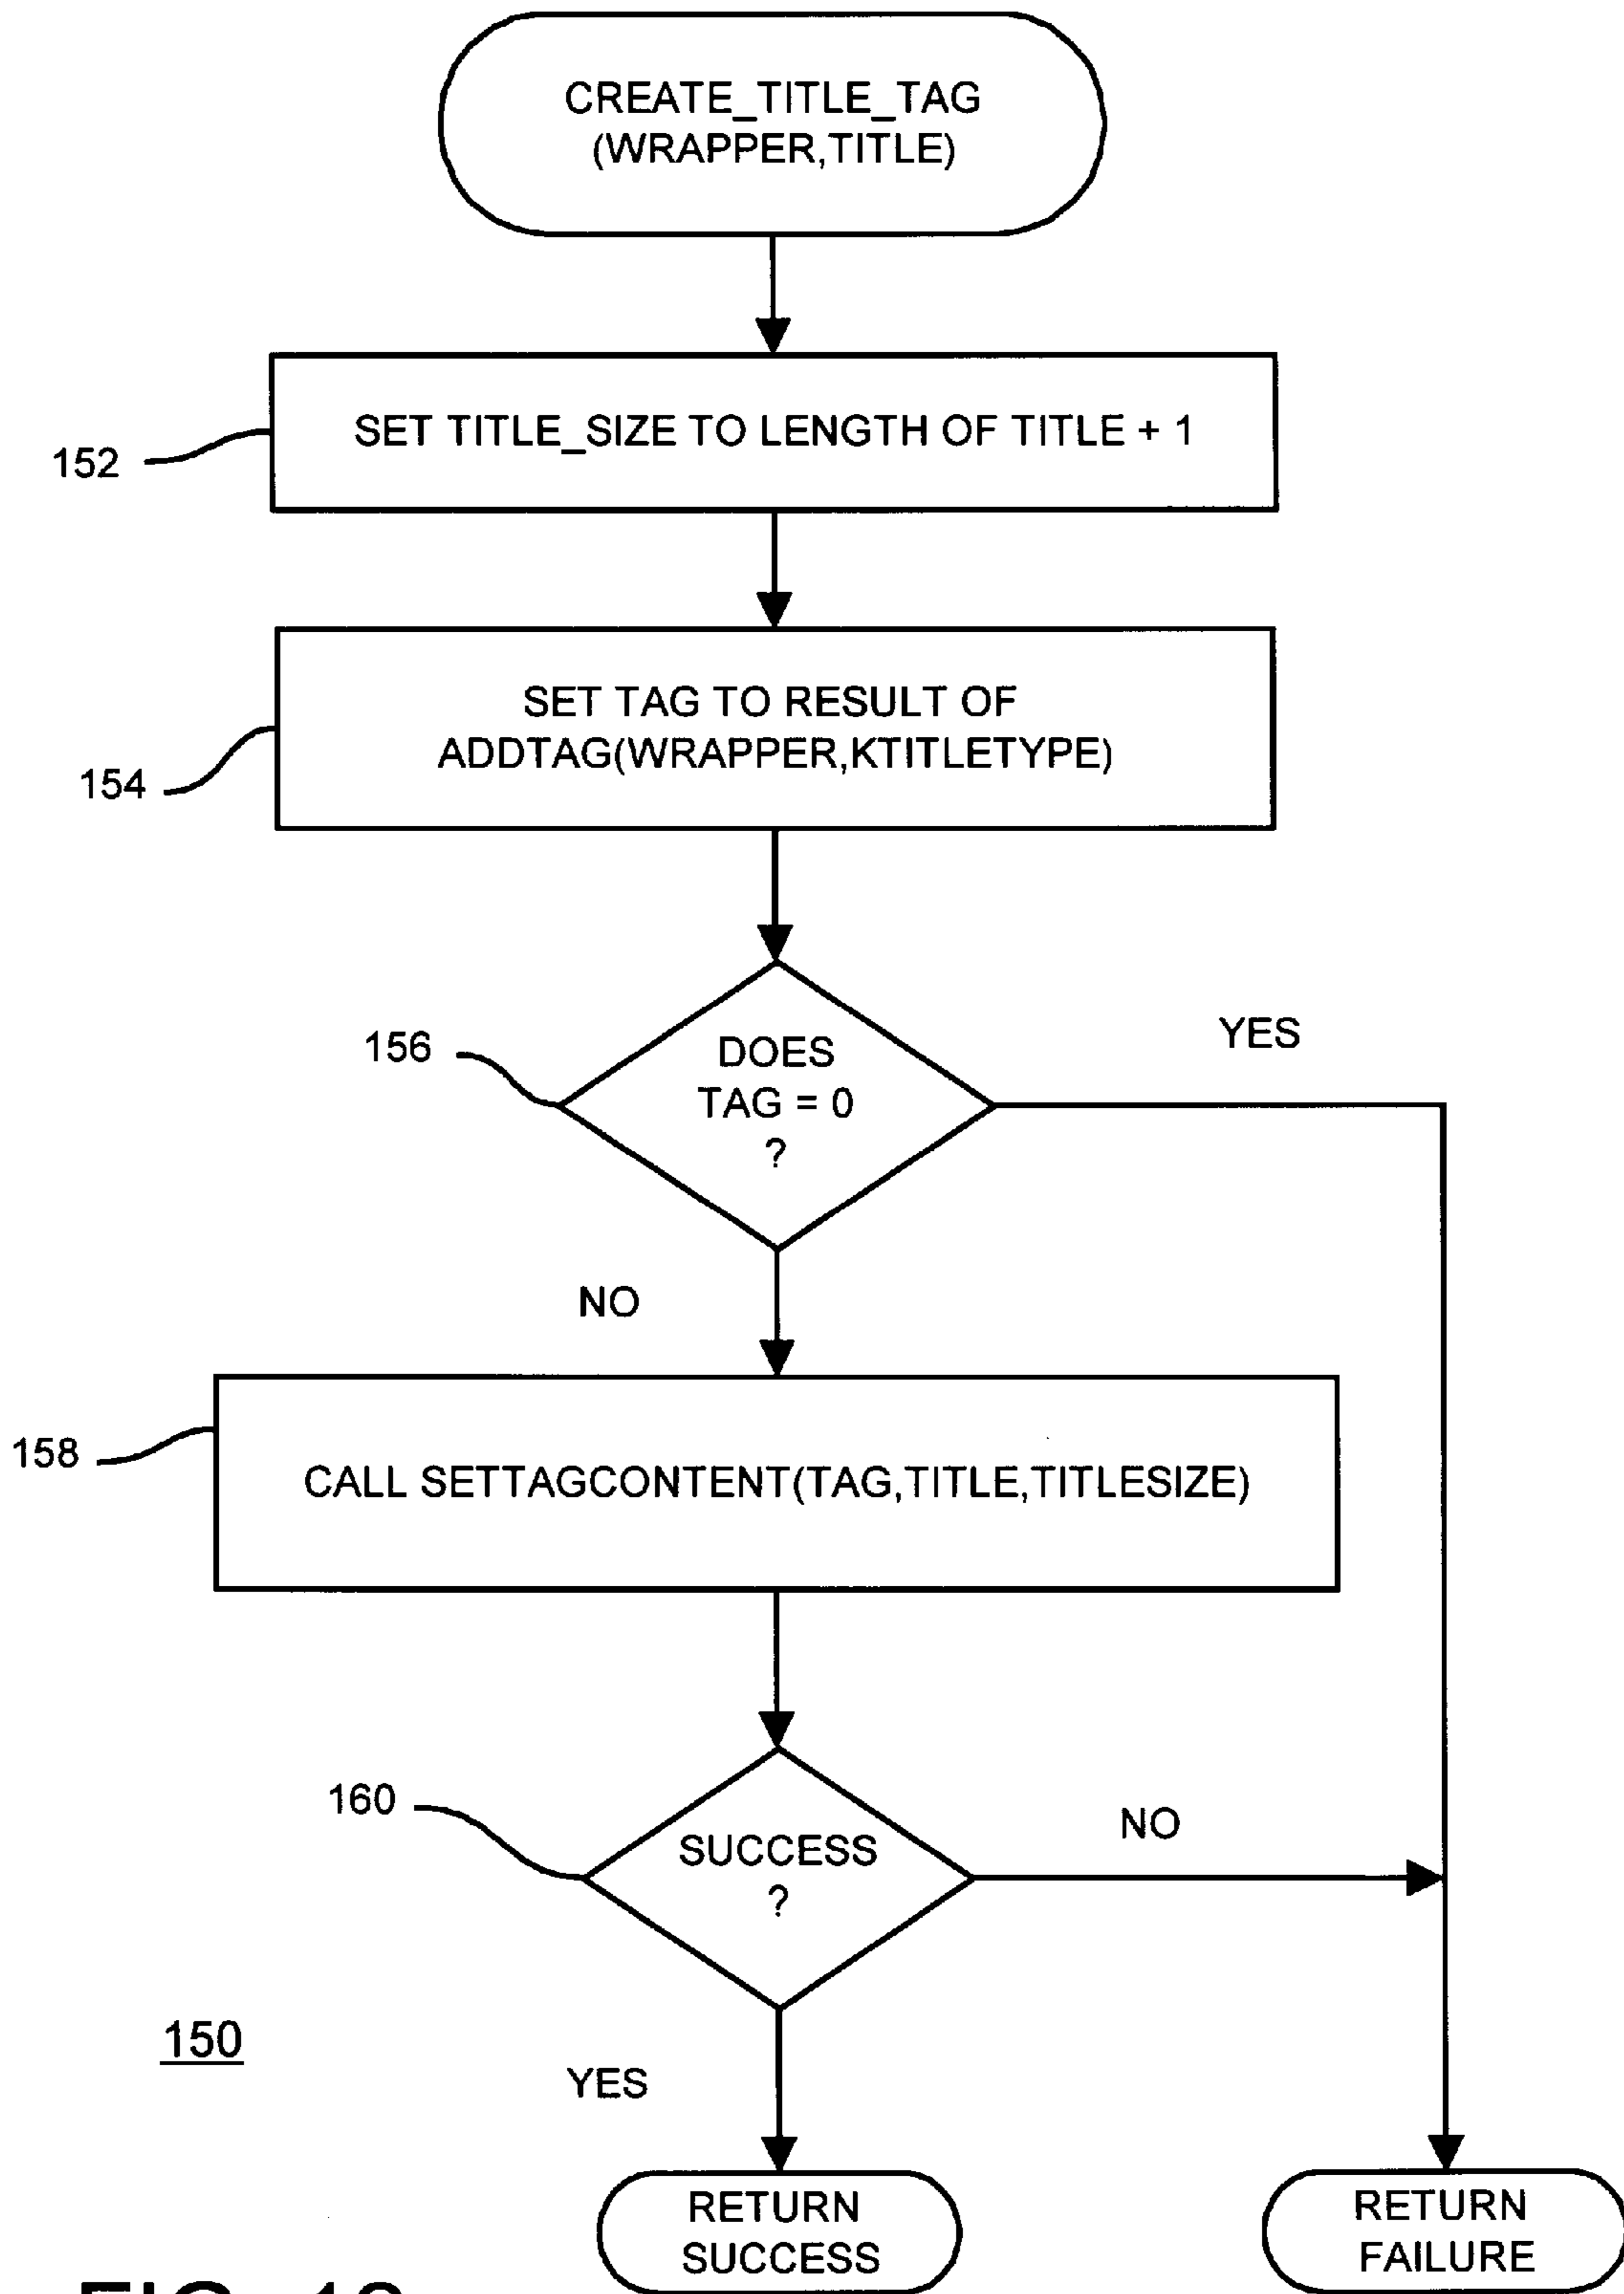 CREATE_TITLE_TAG
(WRAPPER,TITLE)
152
SET TITLE_SIZE TO LENGTH OF TITLE + 1
154
SET TAG TO RESULT OF
ADDTAG(WRAPPER,KTITLETYPE)
156
DOES
TAG = 0
?
YES
NO
158
CALL SETTAGCONTENT(TAG,TITLE,TITLESIZE)
160
SUCCESS
?
NO
150
YES
RETURN
SUCCESS
RETURN
FAILURE